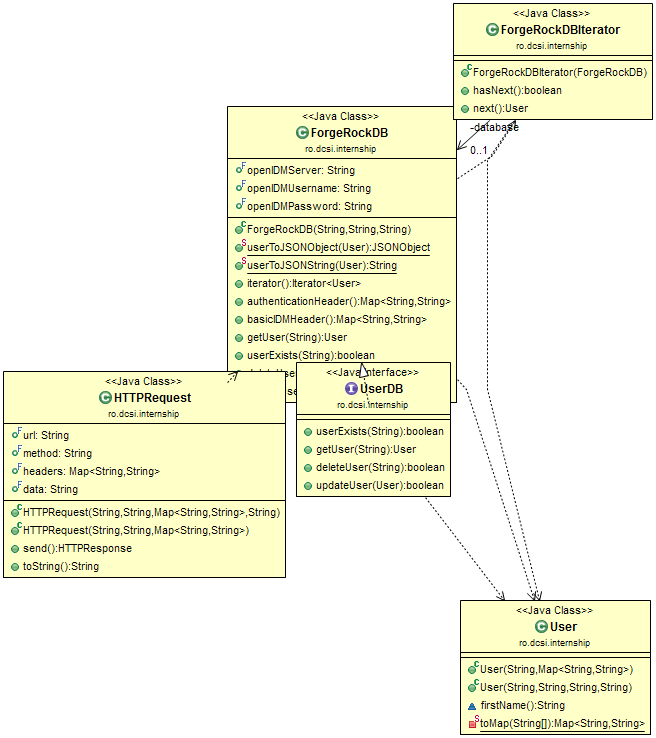 <<Java Class>>
ForgeRockDBIterator
ro.dcsi.internship
ForgeRockDBIterator(ForgeRockDB)
hasNext():boolean
next():User
-database
0..1
<<Java Class>>
ForgeRockDB
ro.dcsi.internship
openIDMServer: String
openIDMUsername: String
openIDMPassword: String
ForgeRockDB(String,String,String)
userToJSONObject(User):JSONObject
userToJSONString(User):String
iterator():Iterator<User>
authenticationHeader():Map<String,String>
basicIDMHeader():Map<String,String>
getUser(String):User
userExists(String):boolean
<<Java Interface>>
UserDB
ro.dcsi.internship
userExists(String):boolean
getUser(String):User
deleteUser(String):boolean
updateUser(User):boolean
<<Java Class>>
HTTPRequest
ro.dcsi.internship
url: String
method: String
headers: Map<String,String>
data: String
HTTPRequest(String,String,Map<String,String>,String)
HTTPRequest(String,String,Map<String,String>)
send():HTTPResponse
toString():String
<<Java Class>>
User
ro.dcsi.internship
User(String,Map<String,String>)
User(String,String,String,String)
firstName():String
toMap(String[]):Map<String,String>